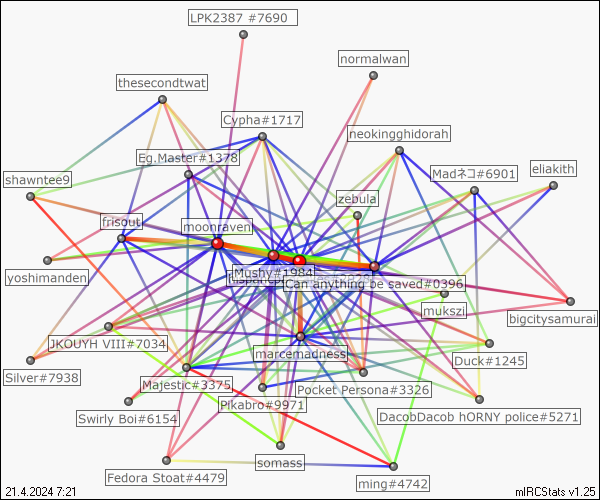 LPK2387 #7690
normalwan
thesecondtwat
Cypha#1717
neokingghidorah
Eg.Master#1378
Madネコ#6901
eliakith
shawntee9
zebula
frisout
moonraven
Mushy#1984
yoshimanden
Can anything be saved#0396
mukszi
bigcitysamurai
JKOUYH VIII#7034
marcemadness
Duck#1245
Silver#7938
Majestic#3375
Pocket Persona#3326
Pikabro#9971
Swirly Boi#6154
DacobDacob hORNY police#5271
somass
Fedora Stoat#4479
ming#4742
21.4.2024 7:21
mIRCStats v1.25